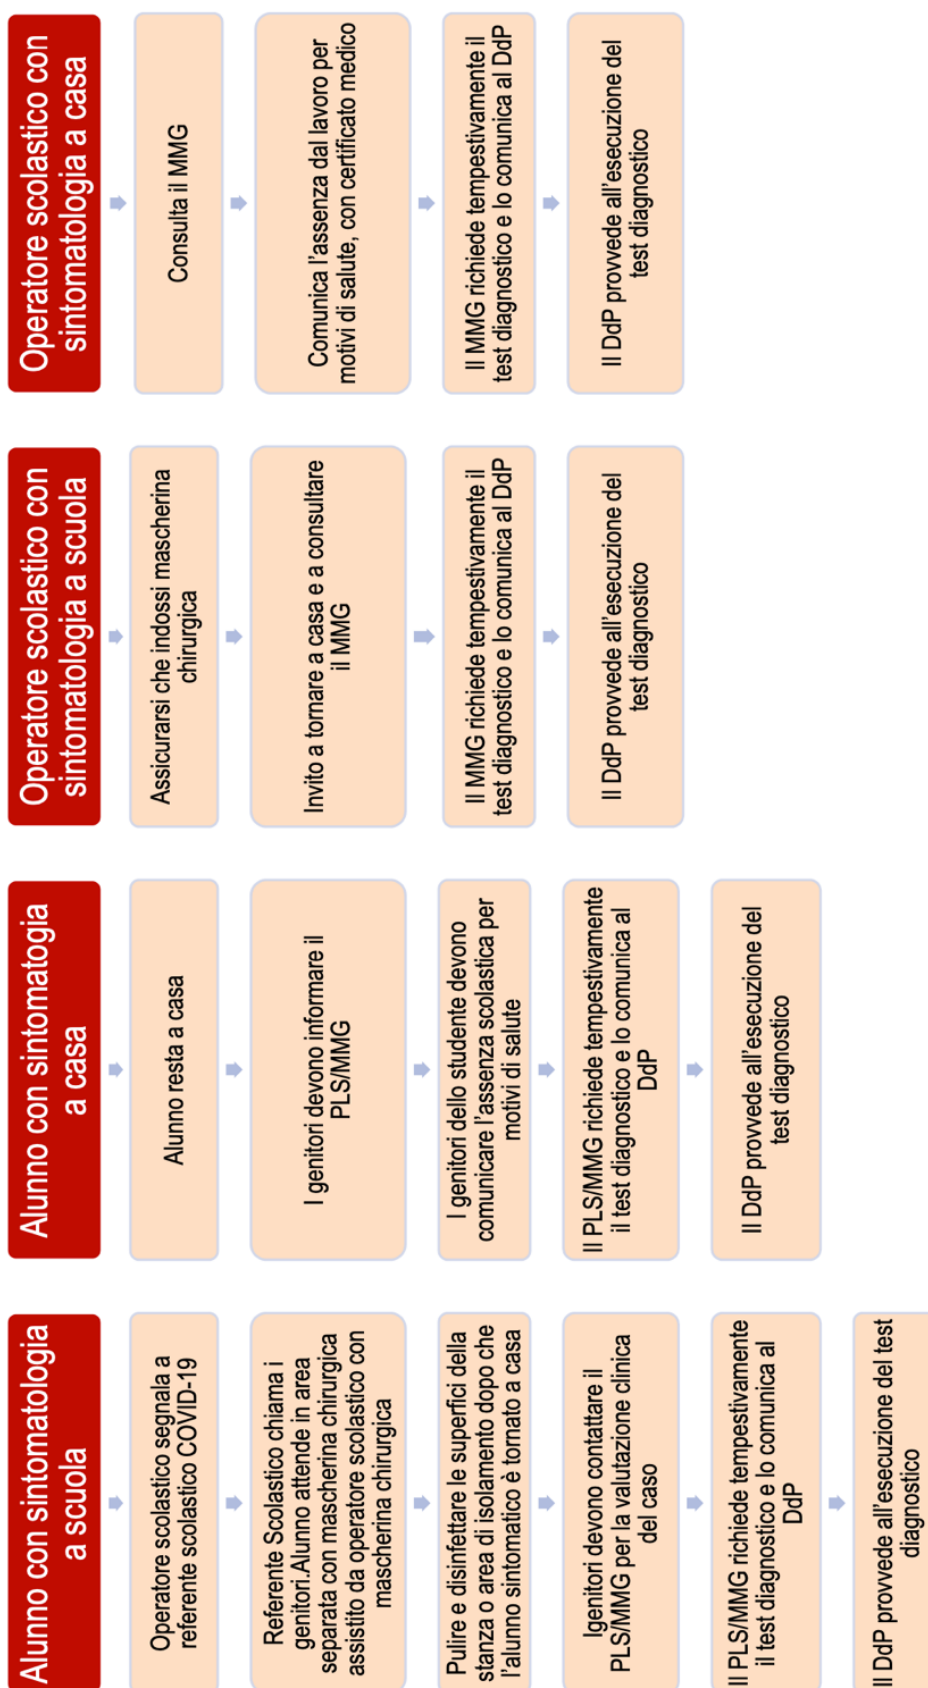 Alunno con sintomatologia
a scuola
Operatore scolastico segnala a
referente scolastico COVID-19
Referente Scolastico chiama i
genitori.Alunno attende in area
separata con mascherina chirurgica
assistito da operatore scolastico con
mascherina chirurgica
Pulire e disinfettare le superfici della
stanza o area di isolamento dopo che
l'alunno sintomatico è tornato a casa
Igenitori devono contattare il
PLS/MMG per la valutazione clinica
del caso
Il PLS/MMG richiede tempestivamente
il test diagnostico e lo comunica al
DdP
Il DdP provvede all'esecuzione del test
diagnostico
Alunno con sintomatogia
a casa
Alunno resta a casa
I genitori devono informare il
PLS/MMG
I genitori dello studente devono
comunicare l'assenza scolastica per
motivi di salute
Il PLS/MMG richiede tempestivamente
il test diagnostico e lo comunica al
DdP
Il DdP provvede all'esecuzione del
test diagnostico
Operatore scolastico con
sintomatologia a scuola
Assicurarsi che indossi mascherina
chirurgica
Invito a tornare a casa e a consultare
il MMG
Il MMG richiede tempestivamente il
test diagnostico e lo comunica al DdP
Il DdP provvede all'esecuzione del
test diagnostico
Operatore scolastico con
sintomatologia a casa
Consulta il MMG
Comunica l'assenza dal lavoro per
motivi di salute, con certificato medico
Il MMG richiede tempestivamente il
test diagnostico e lo comunica al DdP
Il DdP provvede all'esecuzione del
test diagnostico